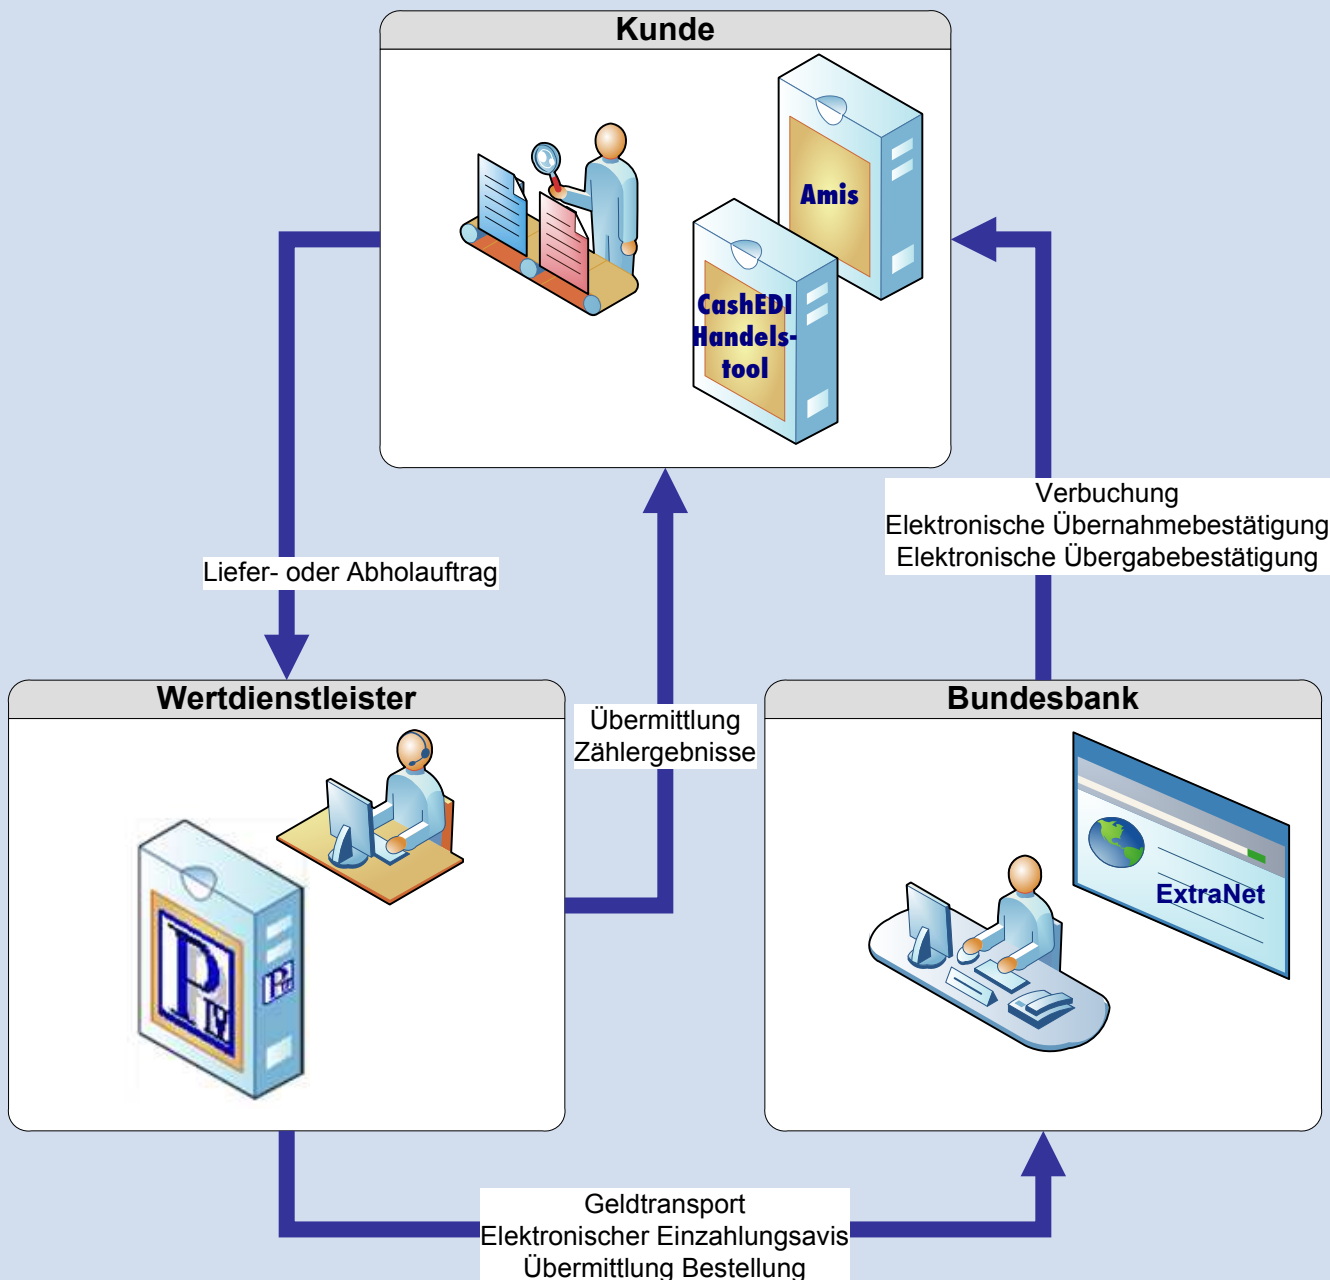 Kunde
Amis
CashEDI
Handels-
tool
Verbuchung
Elektronische Übernahmebestätigung
Elektronische Übergabebestätigung
Liefer- oder Abholauftrag
Wertdienstleister
Übermittlung
Zählergebnisse
Bundesbank
ExtraNet
Geldtransport
Elektronischer Einzahlungsavis
Übermittlung Bestellung